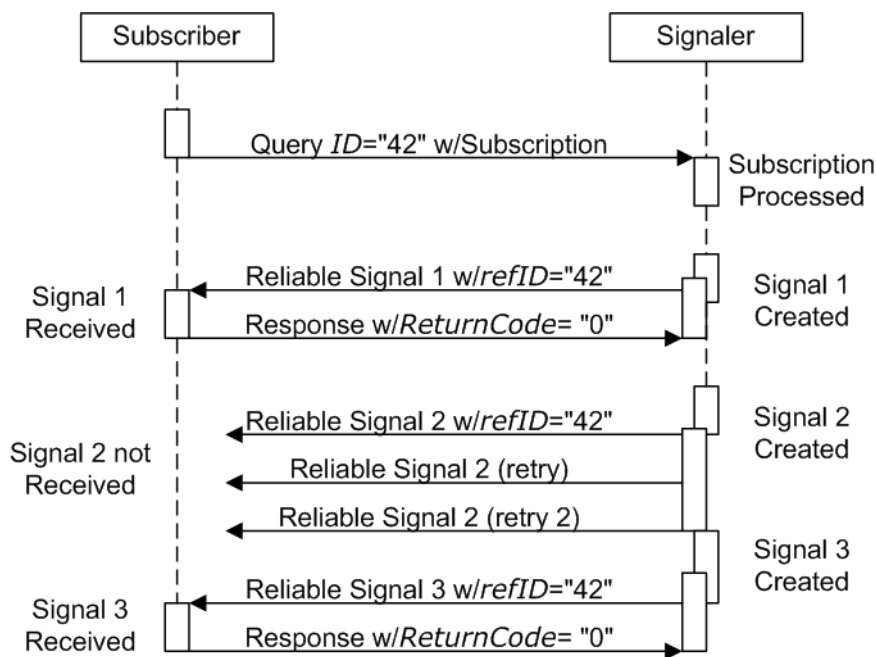 Subscriber
Signaler
Query ID="42" w/Subscription
Subscription
Processed
Reliable Signal 1 w/refID="42"
Signal 1
Received
Signal 1
Created
Response w/ReturnCode= "0"
Reliable Signal 2 w/refID="42"
Signal 2
Created
Signal 2 not
Received
Reliable Signal 2 (retry)
Reliable Signal 2 (retry 2)
Signal 3
Created
Reliable Signal 3 w/refID="42"
Signal 3
Received
Response w/ReturnCode= "0"